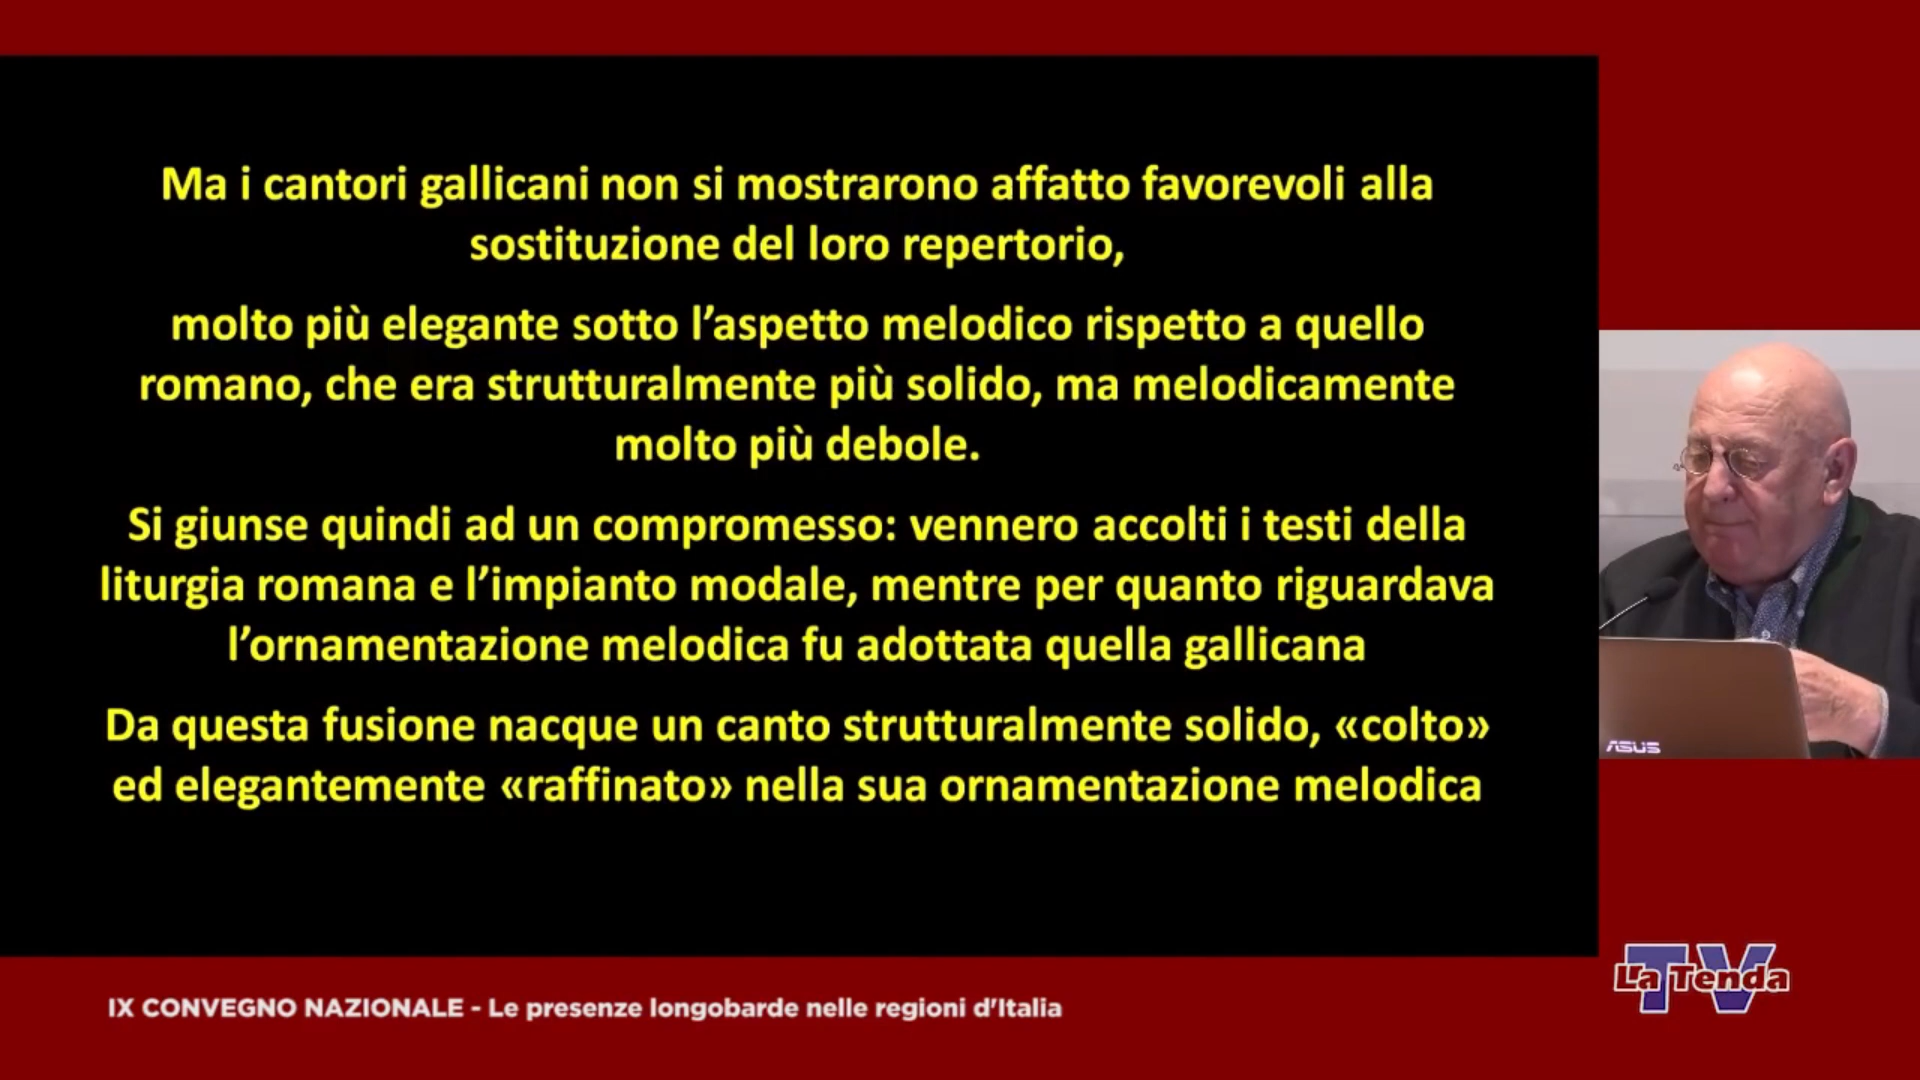 Ma i cantori gallicani non si mostrarono affatto favorevoli alla
sostituzione del loro repertorio,
molto più elegante sotto l’aspetto melodico rispetto a quello
romano, che era strutturalmente più solido, ma melodicamente
molto più debole.
Si giunse quindi ad un compromesso: vennero accolti i testi della
liturgia romana e l’impianto modale, mentre per quanto riguardava
l’ornamentazione melodica fu adottata quella gallicana
Da questa fusione nacque un canto strutturalmente solido, «colto»
ed elegantemente «raffinato» nella sua ornamentazione melodica
ASUS
La Tenda
TV
IX CONVEGNO NAZIONALE - Le presenze longobarde nelle regioni d'Italia